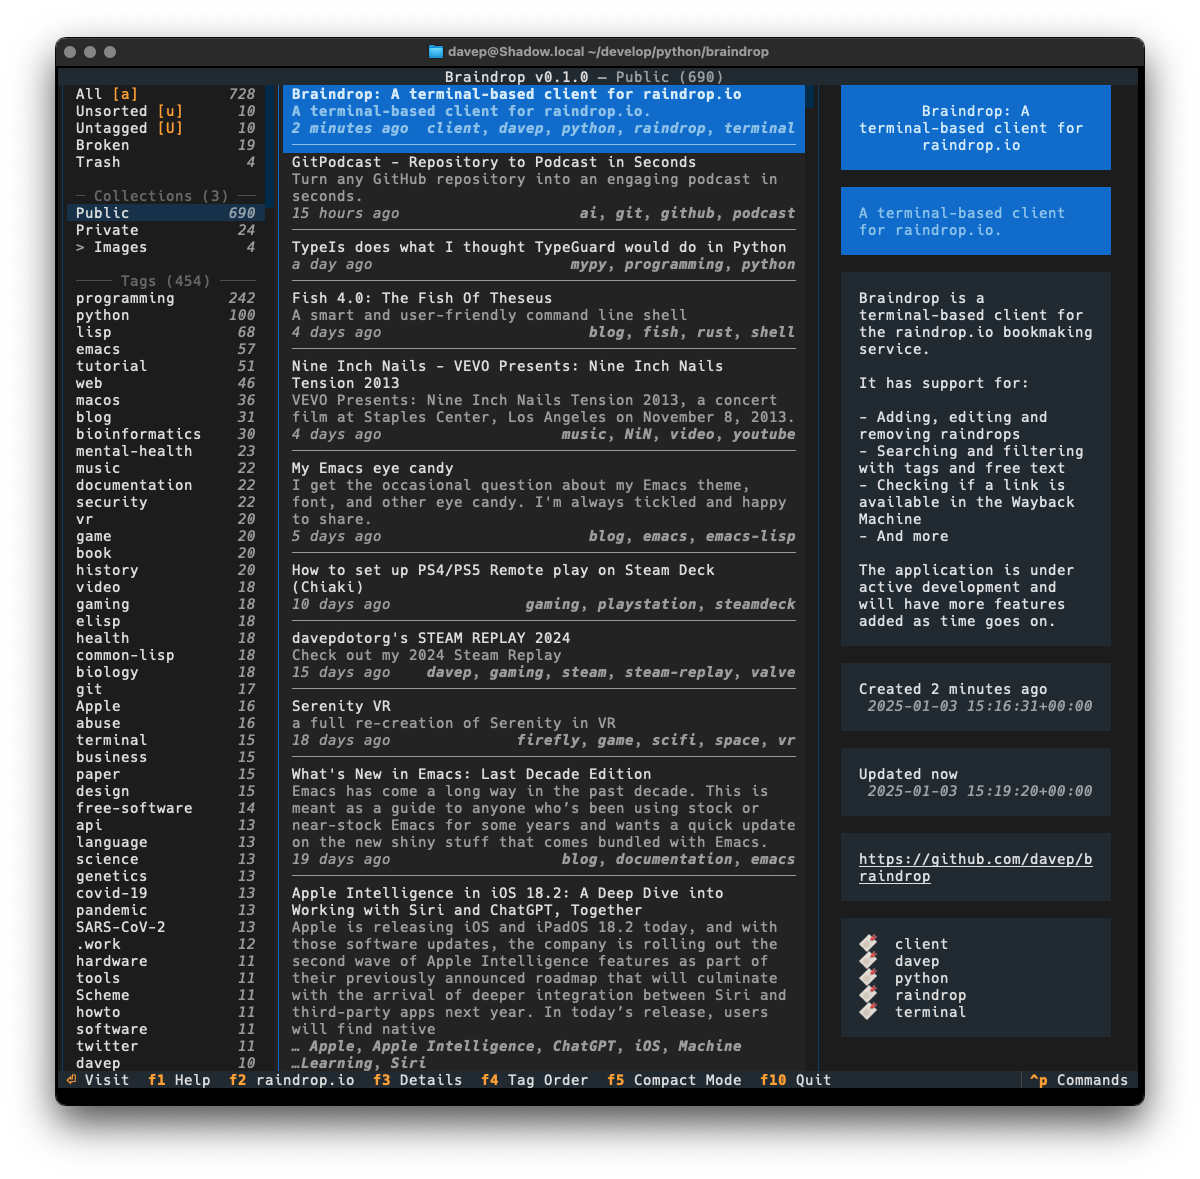 davep@Shadow.local ~/develop/python/braindrop
Braindrop v0.1.0 — Public (690)
All [a] 728
Unsorted [u] 10
Untagged [U] 10
Broken 19
Trash 4
Collections (3)
Public 690
Private 24
> Images 4
Tags (454)
programming 242
python 100
lisp 68
emacs 57
tutorial 51
web 46
macos 36
blog 31
bioinformatics 30
mental-health 23
music 22
documentation 22
security 22
vr 20
game 20
book 20
history 20
video 18
gaming 18
elisp 18
health 18
common-lisp 18
biology 18
git 17
Apple 16
abuse 16
terminal 15
business 15
paper 15
design 15
free-software 14
api 13
language 13
science 13
genetics 13
covid-19 13
pandemic 13
SARS-CoV-2 13
.work 12
hardware 11
tools 11
Scheme 11
howto 11
software 11
twitter 11
davep 10
Braindrop: A terminal-based client for raindrop.io
A terminal-based client for raindrop.io.
2 minutes ago client, davep, python, raindrop, terminal
GitPodcast - Repository to Podcast in Seconds
Turn any GitHub repository into an engaging podcast in
seconds.
15 hours ago ai, git, github, podcast
TypeIs does what I thought TypeGuard would do in Python
a day ago mypy, programming, python
Fish 4.0: The Fish Of Theseus
A smart and user-friendly command line shell
4 days ago blog, fish, rust, shell
Nine Inch Nails - VEVO Presents: Nine Inch Nails
Tension 2013
VEVO Presents: Nine Inch Nails Tension 2013, a concert
film at Staples Center, Los Angeles on November 8, 2013.
4 days ago music, NiN, video, youtube
My Emacs eye candy
I get the occasional question about my Emacs theme,
font, and other eye candy. I'm always tickled and happy
to share.
5 days ago blog, emacs, emacs-lisp
How to set up PS4/PS5 Remote play on Steam Deck
(Chiaki)
10 days ago gaming, playstation, steamdeck
davepdotorg's STEAM REPLAY 2024
Check out my 2024 Steam Replay
15 days ago davep, gaming, steam, steam-replay, valve
Serenity VR
a full re-creation of Serenity in VR
18 days ago firefly, game, scifi, space, vr
What's New in Emacs: Last Decade Edition
Emacs has come a long way in the past decade. This is
meant as a guide to anyone who’s been using stock or
near-stock Emacs for some years and wants a quick update
on the new shiny stuff that comes bundled with Emacs.
19 days ago blog, documentation, emacs
Apple Intelligence in iOS 18.2: A Deep Dive into
Working with Siri and ChatGPT, Together
Apple is releasing iOS and iPadOS 18.2 today, and with
those software updates, the company is rolling out the
second wave of Apple Intelligence features as part of
their previously announced roadmap that will culminate
with the arrival of deeper integration between Siri and
third-party apps next year. In today’s release, users
will find native
… Apple, Apple Intelligence, ChatGPT, iOS, Machine
…Learning, Siri
Braindrop: A
terminal-based client for
raindrop.io
A terminal-based client
for raindrop.io.
Braindrop is a
terminal-based client for
the raindrop.io bookmaking
service.
It has support for:
- Adding, editing and
removing raindrops
- Searching and filtering
with tags and free text
- Checking if a link is
available in the Wayback
Machine
- And more
The application is under
active development and
will have more features
added as time goes on.
Created 2 minutes ago
2025-01-03 15:16:31+00:00
Updated now
2025-01-03 15:19:20+00:00
https://github.com/davep/b
raindrop
client
davep
python
raindrop
terminal
⏎ Visit f1 Help f2 raindrop.io f3 Details f4 Tag Order f5 Compact Mode f10 Quit ^p Commands